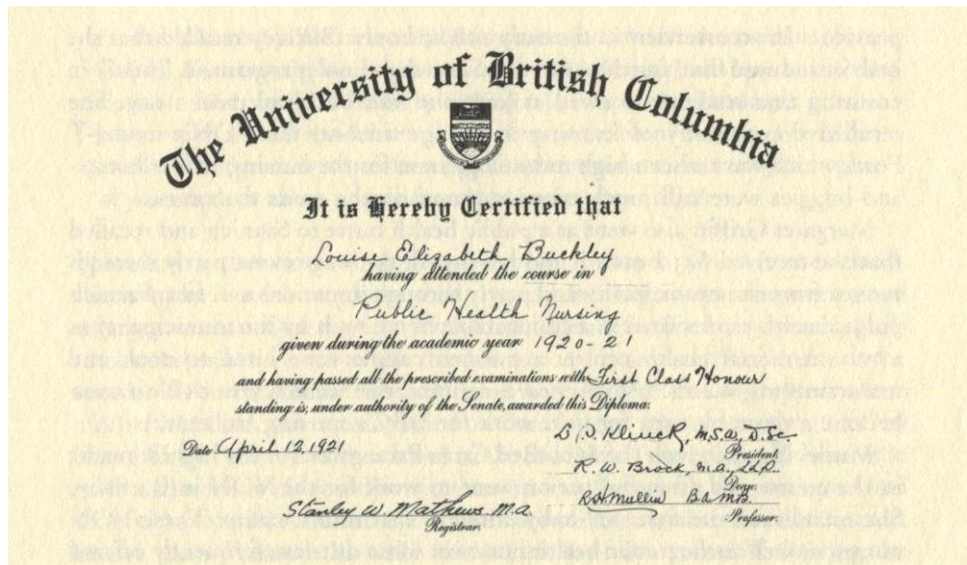 The University of British Columbia
It is Hereby Certified that
Louise Elizabeth Buckley
having attended the course in
Public Health Nursing
given during the academic year 1920-21
and having passed all the prescribed examinations with First Class Honours
standing is, under authority of the Senate, awarded this Diploma.
Date April 12 1921
L. S. Klinck, M.S.A., D.Sc
President
R. W. Brock, M.A., LL.D.
Dean
R H Mullin B.A. M.B.
Professor
Stanley W. Mathews. M.A.
Registrar